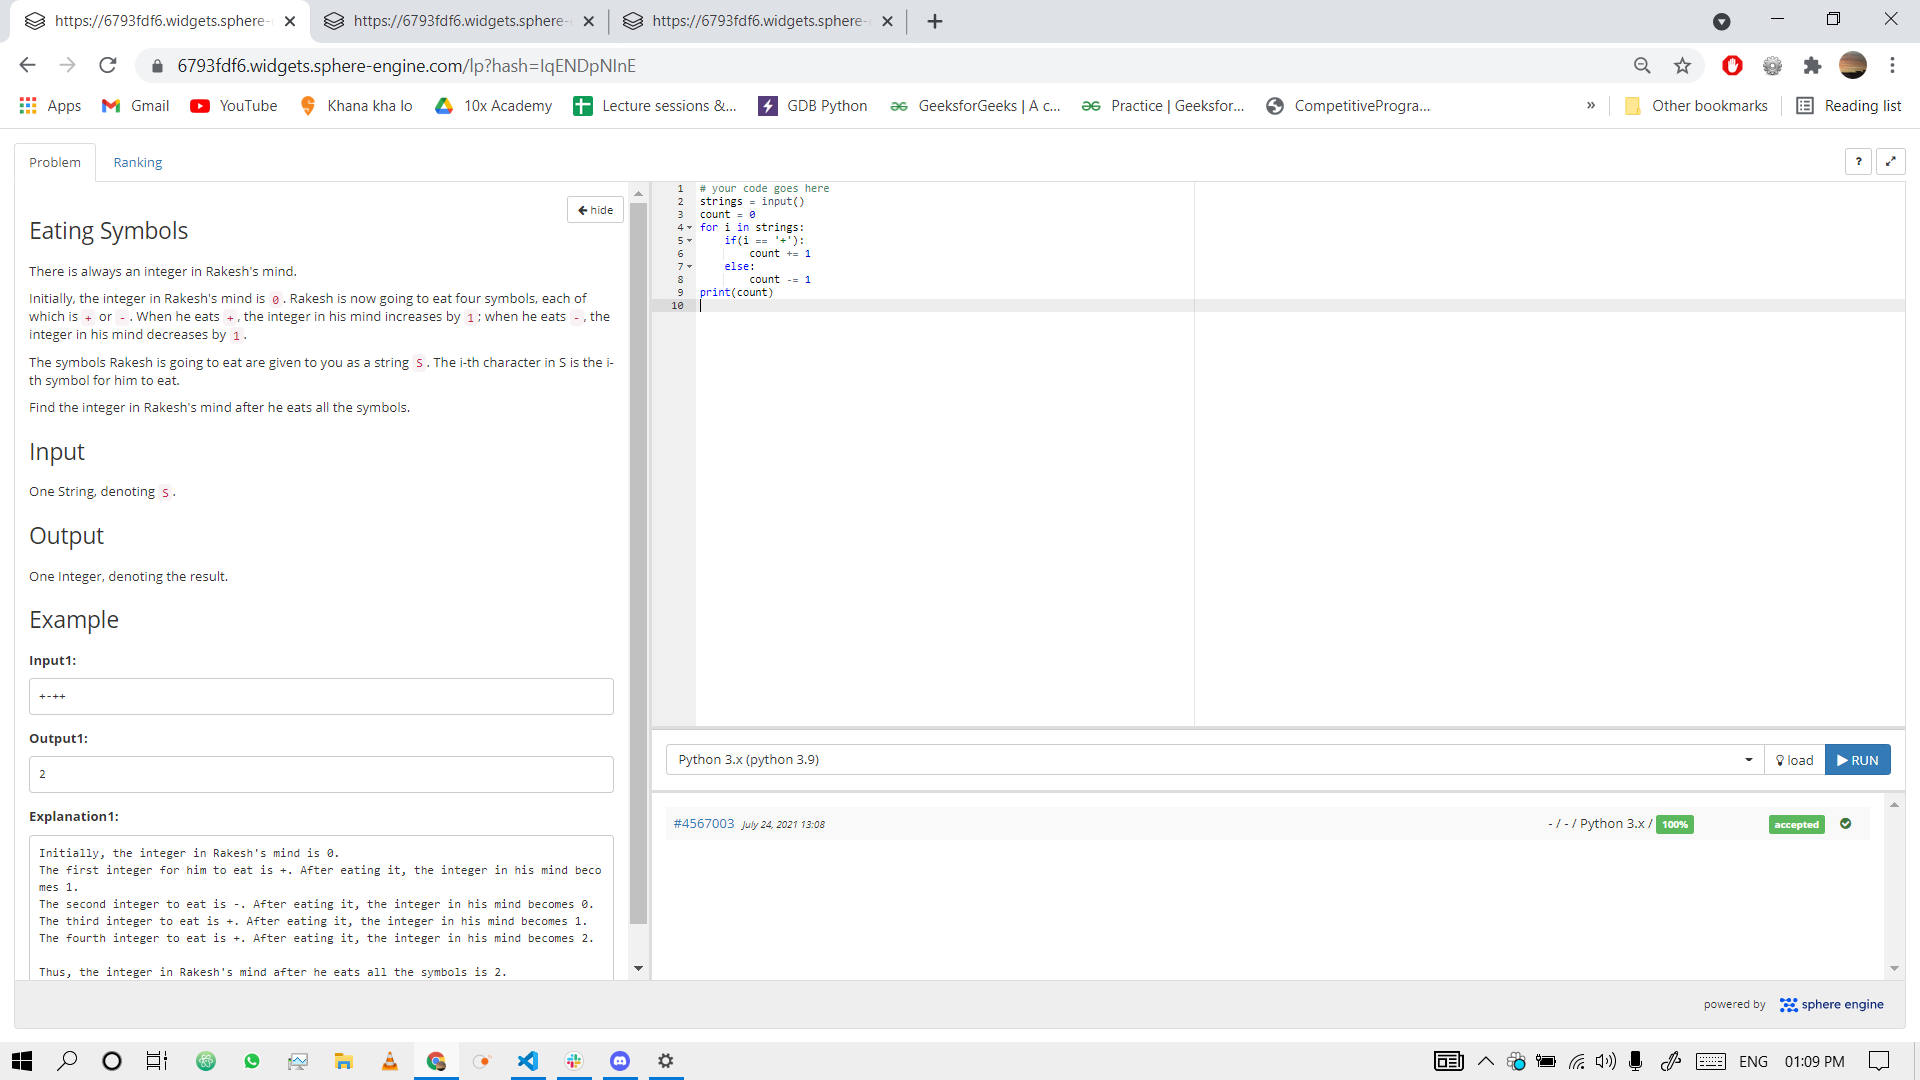 https://6793fdf6.widgets.sphere- https://6793fdf6.widgets.sphere- https://6793fdf6.widgets.sphere-
6793fdf6.widgets.sphere-engine.com/lp?hash=
Apps Gmail YouTube Khana kha lo 10x Academy Lecture sessions &... GDB Python GeeksforGeeks | A c... Practice | Geeksfor... CompetitiveProgra... » Other bookmarks Reading list
Problem Ranking ?
hide
Eating Symbols
There is always an integer in Rakesh's mind.
Initially, the integer in Rakesh's mind is 0. Rakesh is now going to eat four symbols, each of
which is + or -. When he eats +, the integer in his mind increases by 1; when he eats -, the
integer in his mind decreases by 1.
The symbols Rakesh is going to eat are given to you as a string S. The i-th character in S is the i-
th symbol for him to eat.
Find the integer in Rakesh's mind after he eats all the symbols.
Input
One String, denoting S.
Output
One Integer, denoting the result.
Example
Input1:
+-++
Output1:
2
Explanation1:
Initially, the integer in Rakesh's mind is 0.
The first integer for him to eat is +. After eating it, the integer in his mind beco
mes 1.
The second integer to eat is -. After eating it, the integer in his mind becomes 0.
The third integer to eat is +. After eating it, the integer in his mind becomes 1.
The fourth integer to eat is +. After eating it, the integer in his mind becomes 2.
Thus, the integer in Rakesh's mind after he eats all the symbols is 2.
1 # your code goes here
2 strings = input()
3 count = 0
4 for i in strings:
5 if(i == '+'):
6 count += 1
7 else:
8 count -= 1
9 print(count)
10
Python 3.x (python 3.9) load RUN
#4567003 July 24, 2021 13:08 - / - / Python 3.x / 100% accepted
powered by sphere engine
ENG 01:09 PM